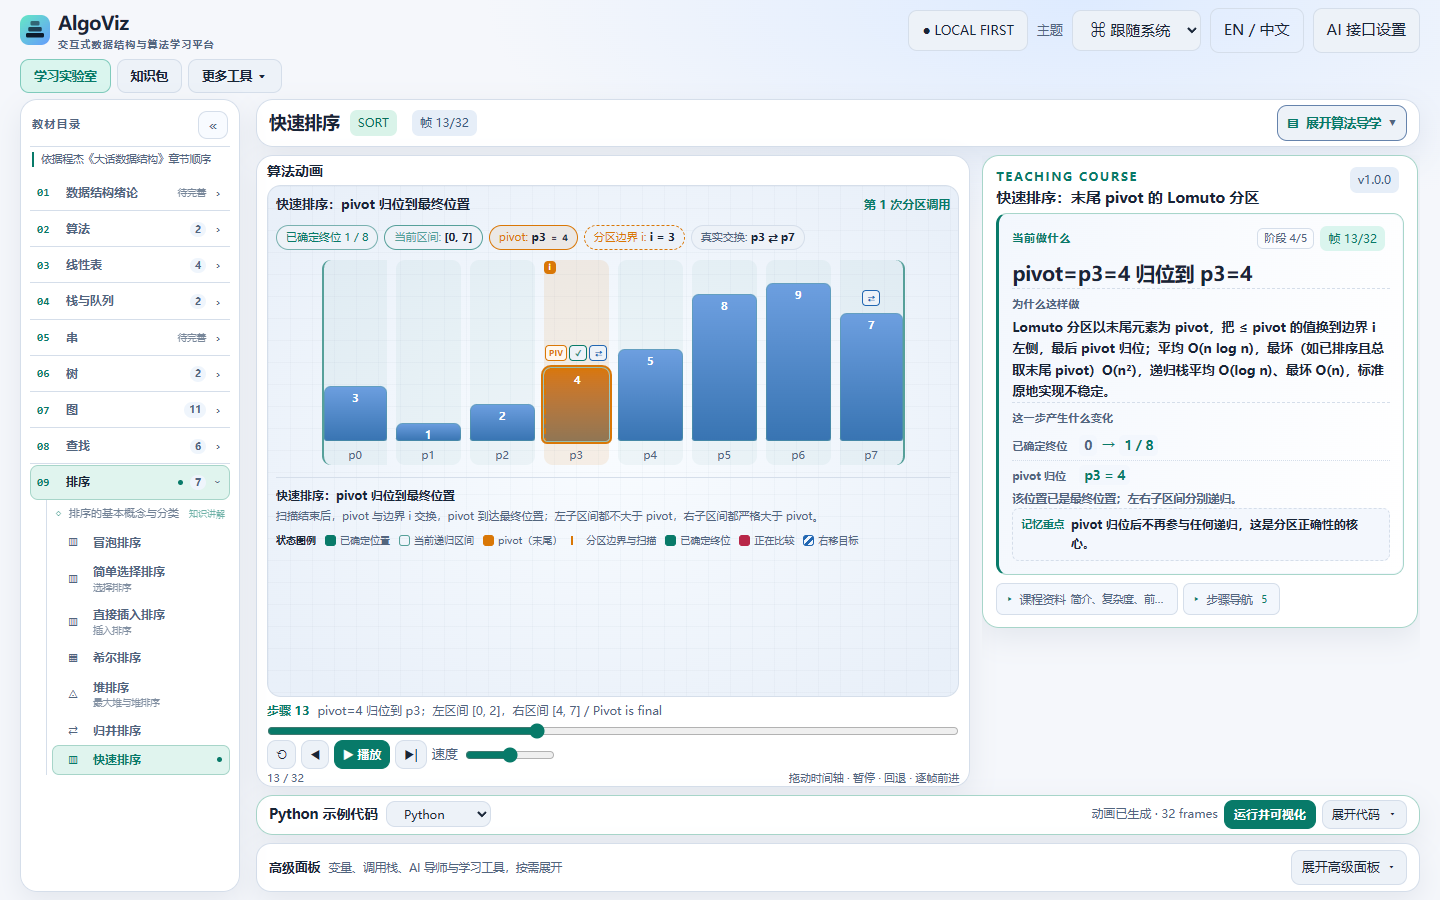 AlgoViz
交互式数据结构与算法学习平台
● LOCAL FIRST
主题
⌘ 跟随系统
EN / 中文
AI 接口设置
学习实验室
知识包
更多工具
教材目录
«
依据程杰《大话数据结构》章节顺序
01 数据结构绪论 待完善 ›
02 算法 2 ›
03 线性表 4 ›
04 栈与队列 2 ›
05 串 待完善 ›
06 树 2 ›
07 图 11 ›
08 查找 6 ›
09 排序 7
排序的基本概念与分类 知识讲解
冒泡排序
简单选择排序
选择排序
直接插入排序
插入排序
希尔排序
堆排序
最大堆与堆排序
归并排序
快速排序
快速排序 SORT 帧 13/32
展开算法导学
算法动画
快速排序：pivot 归位到最终位置
第 1 次分区调用
已确定终位 1 / 8
当前区间: [0, 7]
pivot: p3 = 4
分区边界 i: i = 3
真实交换: p3 ⇄ p7
i
PIV ✓ ⇄
⇄
3 1 2 4 5 8 9 7
p0 p1 p2 p3 p4 p5 p6 p7
快速排序：pivot 归位到最终位置
扫描结束后，pivot 与边界 i 交换，pivot 到达最终位置；左子区间都不大于 pivot，右子区间都严格大于 pivot。
状态图例 已确定位置 当前递归区间 pivot（末尾） 分区边界与扫描 已确定终位 正在比较 右移目标
步骤 13 pivot=4 归位到 p3；左区间 [0, 2]，右区间 [4, 7] / Pivot is final
▶ 播放
速度
13 / 32
拖动时间轴 · 暂停 · 回退 · 逐帧前进
TEACHING COURSE
快速排序：末尾 pivot 的 Lomuto 分区
v1.0.0
当前做什么
阶段 4/5
帧 13/32
pivot=p3=4 归位到 p3=4
为什么这样做
Lomuto 分区以末尾元素为 pivot，把 ≤ pivot 的值换到边界 i
左侧，最后 pivot 归位；平均 O(n log n)、最坏（如已排序且总
取末尾 pivot）O(n²)，递归栈平均 O(log n)、最坏 O(n)，标准
原地实现不稳定。
这一步产生什么变化
已确定终位 0 → 1 / 8
pivot 归位 p3 = 4
该位置已是最终位置；左右子区间分别递归。
记忆重点 pivot 归位后不再参与任何递归，这是分区正确性的核
心。
课程资料 简介、复杂度、前...
步骤导航 5
Python 示例代码
Python
动画已生成 · 32 frames
运行并可视化
展开代码
高级面板 变量、调用栈、AI 导师与学习工具，按需展开
展开高级面板